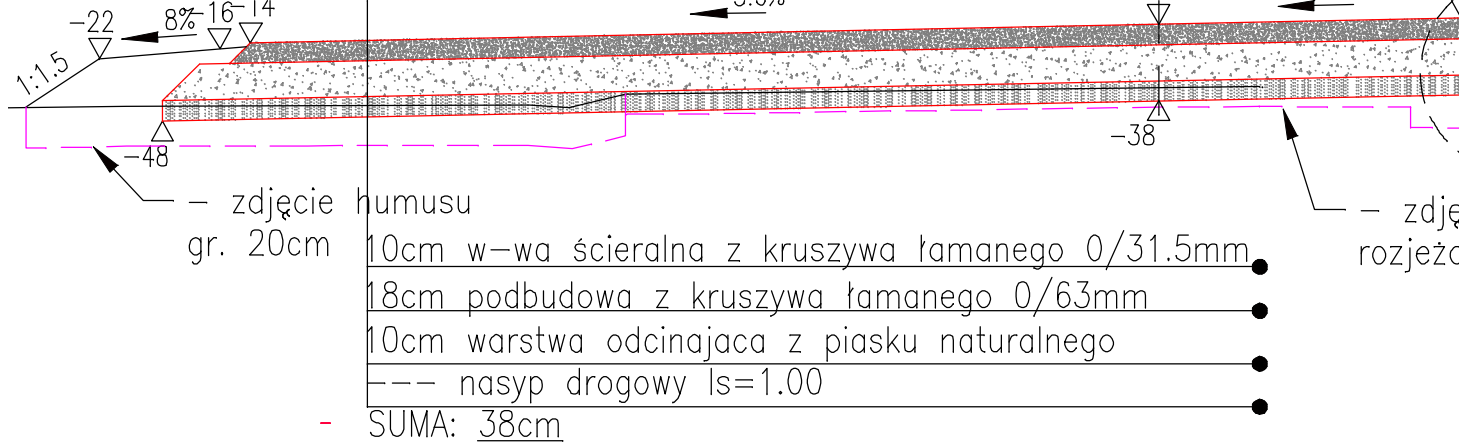 -22
8%
-16
-14
1:1.5
-48
-38
- zdjęcie humusu
gr. 20cm
10cm w-wa ścieralna z kruszywa łamanego 0/31.5mm
18cm podbudowa z kruszywa łamanego 0/63mm
10cm warstwa odcinajaca z piasku naturalnego
--- nasyp drogowy Is=1.00
- SUMA: 38cm